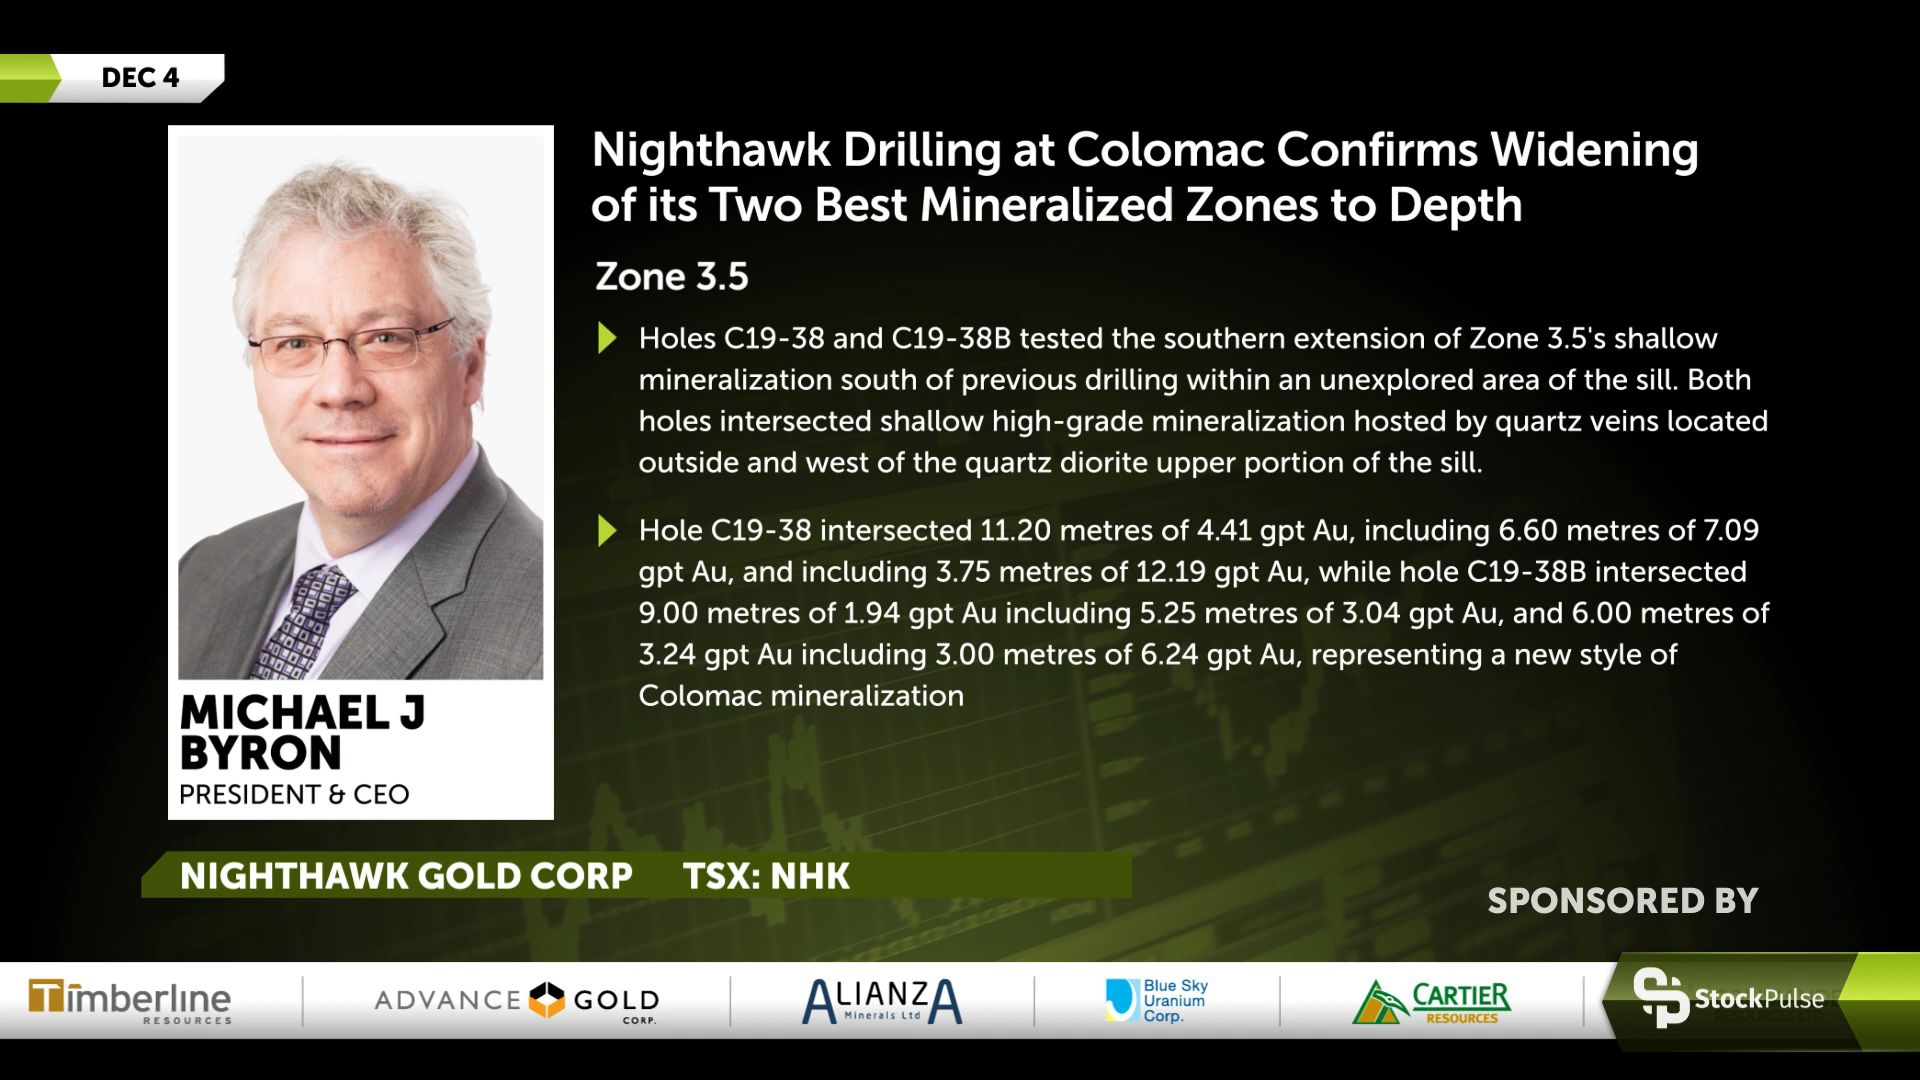 DEC 4
Nighthawk Drilling at Colomac Confirms Widening
of its Two Best Mineralized Zones to Depth
Zone 3.5
Holes C19-38 and C19-38B tested the southern extension of Zone 3.5's shallow
mineralization south of previous drilling within an unexplored area of the sill. Both
holes intersected shallow high-grade mineralization hosted by quartz veins located
outside and west of the quartz diorite upper portion of the sill.
Hole C19-38 intersected 11.20 metres of 4.41 gpt Au, including 6.60 metres of 7.09
gpt Au, and including 3.75 metres of 12.19 gpt Au, while hole C19-38B intersected
9.00 metres of 1.94 gpt Au including 5.25 metres of 3.04 gpt Au, and 6.00 metres of
3.24 gpt Au including 3.00 metres of 6.24 gpt Au, representing a new style of
Colomac mineralization
MICHAEL J
BYRON
PRESIDENT & CEO
NIGHTHAWK GOLD CORP TSX: NHK
SPONSORED BY
Timberline
RESOURCES
ADVANCE GOLD
CORP.
ALIANZA
Minerals Ltd
Blue Sky
Uranium
Corp.
CARTIER
RESOURCES
StockPulse